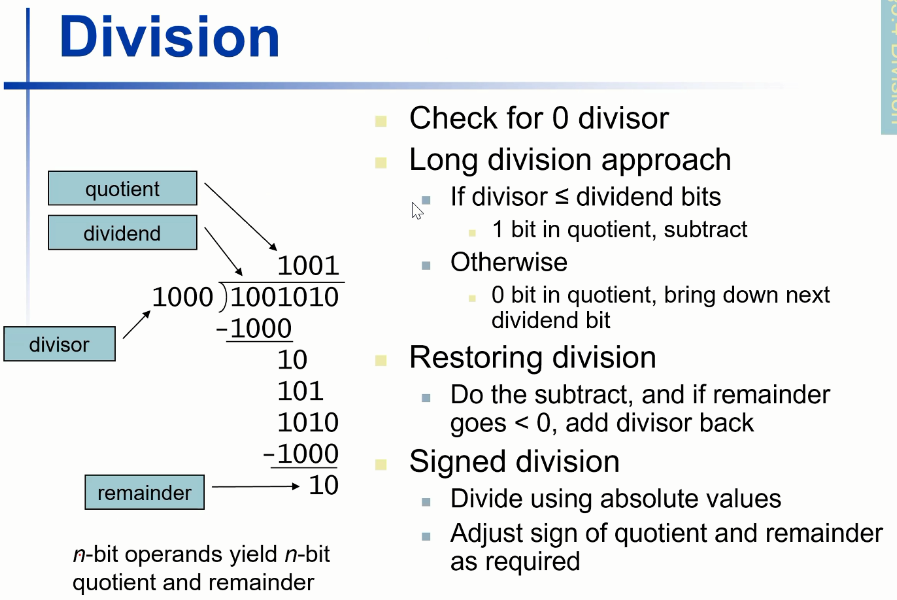 Division
§3.4 Division
Check for 0 divisor
Long division approach
If divisor ≤ dividend bits
1 bit in quotient, subtract
Otherwise
0 bit in quotient, bring down next
dividend bit
Restoring division
Do the subtract, and if remainder
goes < 0, add divisor back
Signed division
Divide using absolute values
Adjust sign of quotient and remainder
as required
quotient
dividend
1001
1000 )1001010
divisor
-1000
10
101
1010
-1000
remainder
10
n-bit operands yield n-bit
quotient and remainder